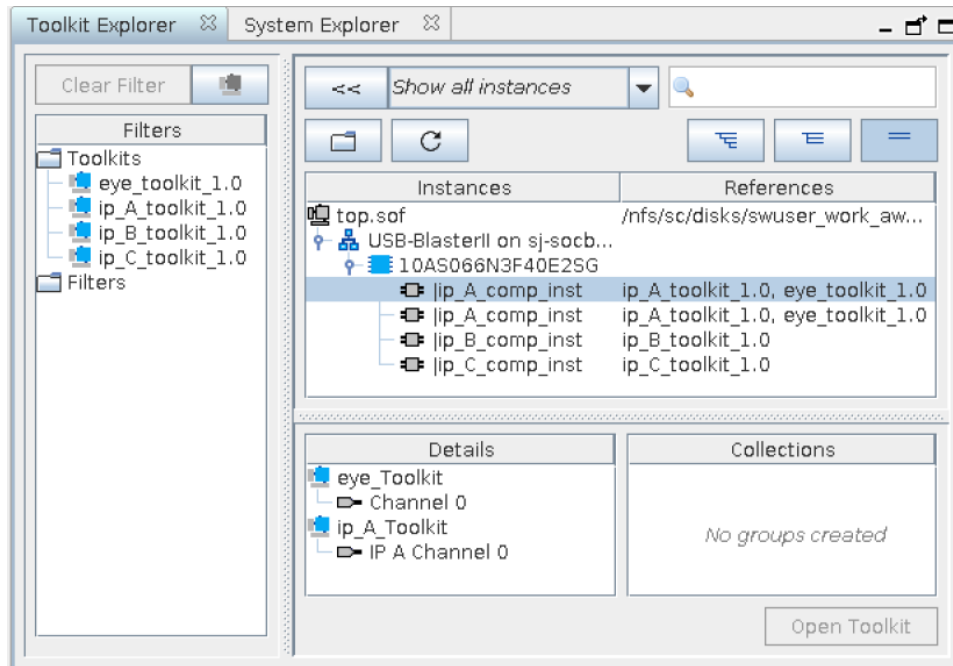 Toolkit Explorer
System Explorer
Clear Filter
Filters
Toolkits
eye_toolkit_1.0
ip_A_toolkit_1.0
ip_B_toolkit_1.0
ip_C_toolkit_1.0
Filters
<< Show all instances
Instances References
top.sof /nfs/sc/disks/swuser_work_aw...
USB-BlasterII on sj-socb...
10AS066N3F40E2SG
|ip_A_comp_inst ip_A_toolkit_1.0, eye_toolkit_1.0
|ip_A_comp_inst ip_A_toolkit_1.0, eye_toolkit_1.0
|ip_B_comp_inst ip_B_toolkit_1.0
|ip_C_comp_inst ip_C_toolkit_1.0
Details
eye_Toolkit
Channel 0
ip_A_Toolkit
IP A Channel 0
Collections
No groups created
Open Toolkit